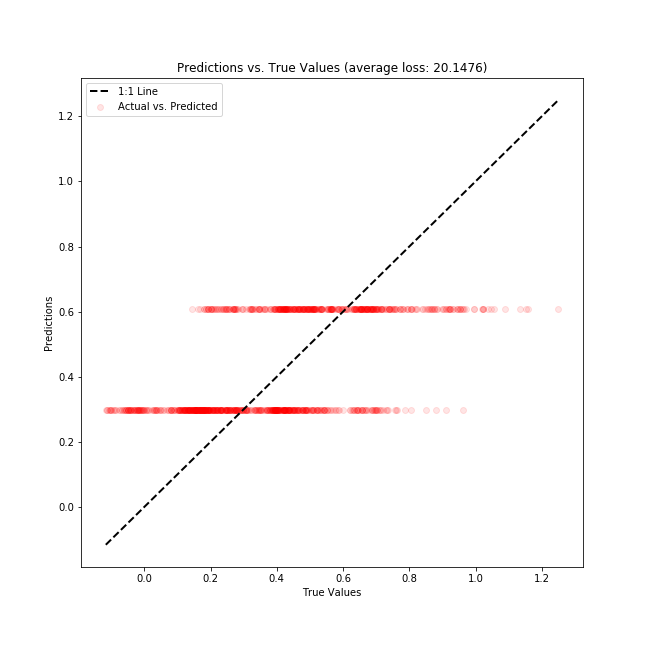 Predictions vs. True Values (average loss: 20.1476)
1:1 Line
Actual vs. Predicted
1.2
1.0
0.8
0.6
0.4
0.2
0.0
Predictions
0.0 0.2 0.4 0.6 0.8 1.0 1.2
True Values